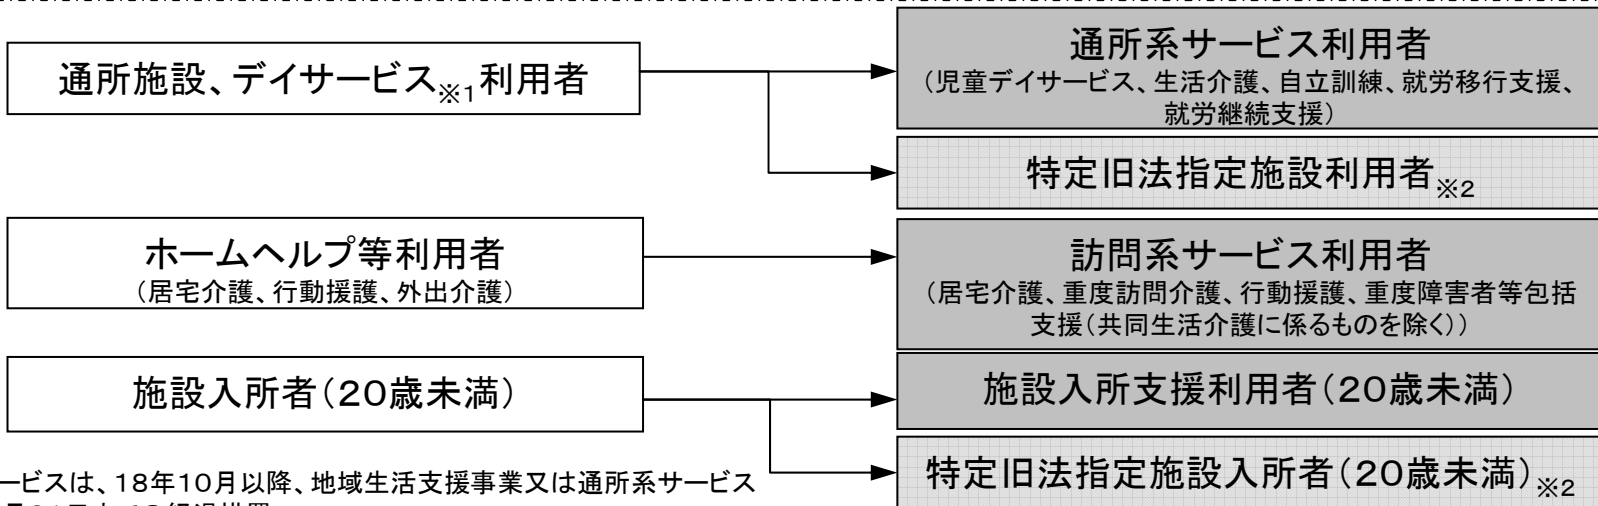 通所施設、デイサービス※1利用者
通所系サービス利用者
（児童デイサービス、生活介護、自立訓練、就労移行支援、
就労継続支援）
特定旧法指定施設利用者※2
ホームヘルプ等利用者
（居宅介護、行動援護、外出介護）
訪問系サービス利用者
（居宅介護、重度訪問介護、行動援護、重度障害者等包括
支援（共同生活介護に係るものを除く））
施設入所者（20歳未満）
施設入所支援利用者（20歳未満）
特定旧法指定施設入所者（20歳未満）※2
ービスは、18年10月以降、地域生活支援事業又は通所系サービス